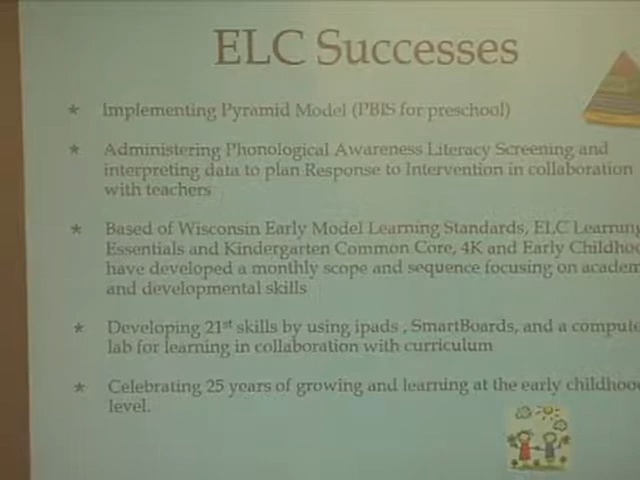 ELC Successes
* Implementing Pyramid Model (PBIS for preschool)
* Administering Phonological Awareness Literacy Screening and
interpreting data to plan Response to Intervention in collaboration
with teachers
* Based of Wisconsin Early Model Learning Standards, ELC Learning
Essentials and Kindergarten Common Core, 4K and Early Childhoo
have developed a monthly scope and sequence focusing on academ
and developmental skills
* Developing 21st skills by using ipads , SmartBoards, and a compute
lab for learning in collaboration with curriculum
* Celebrating 25 years of growing and learning at the early childhoo
level.